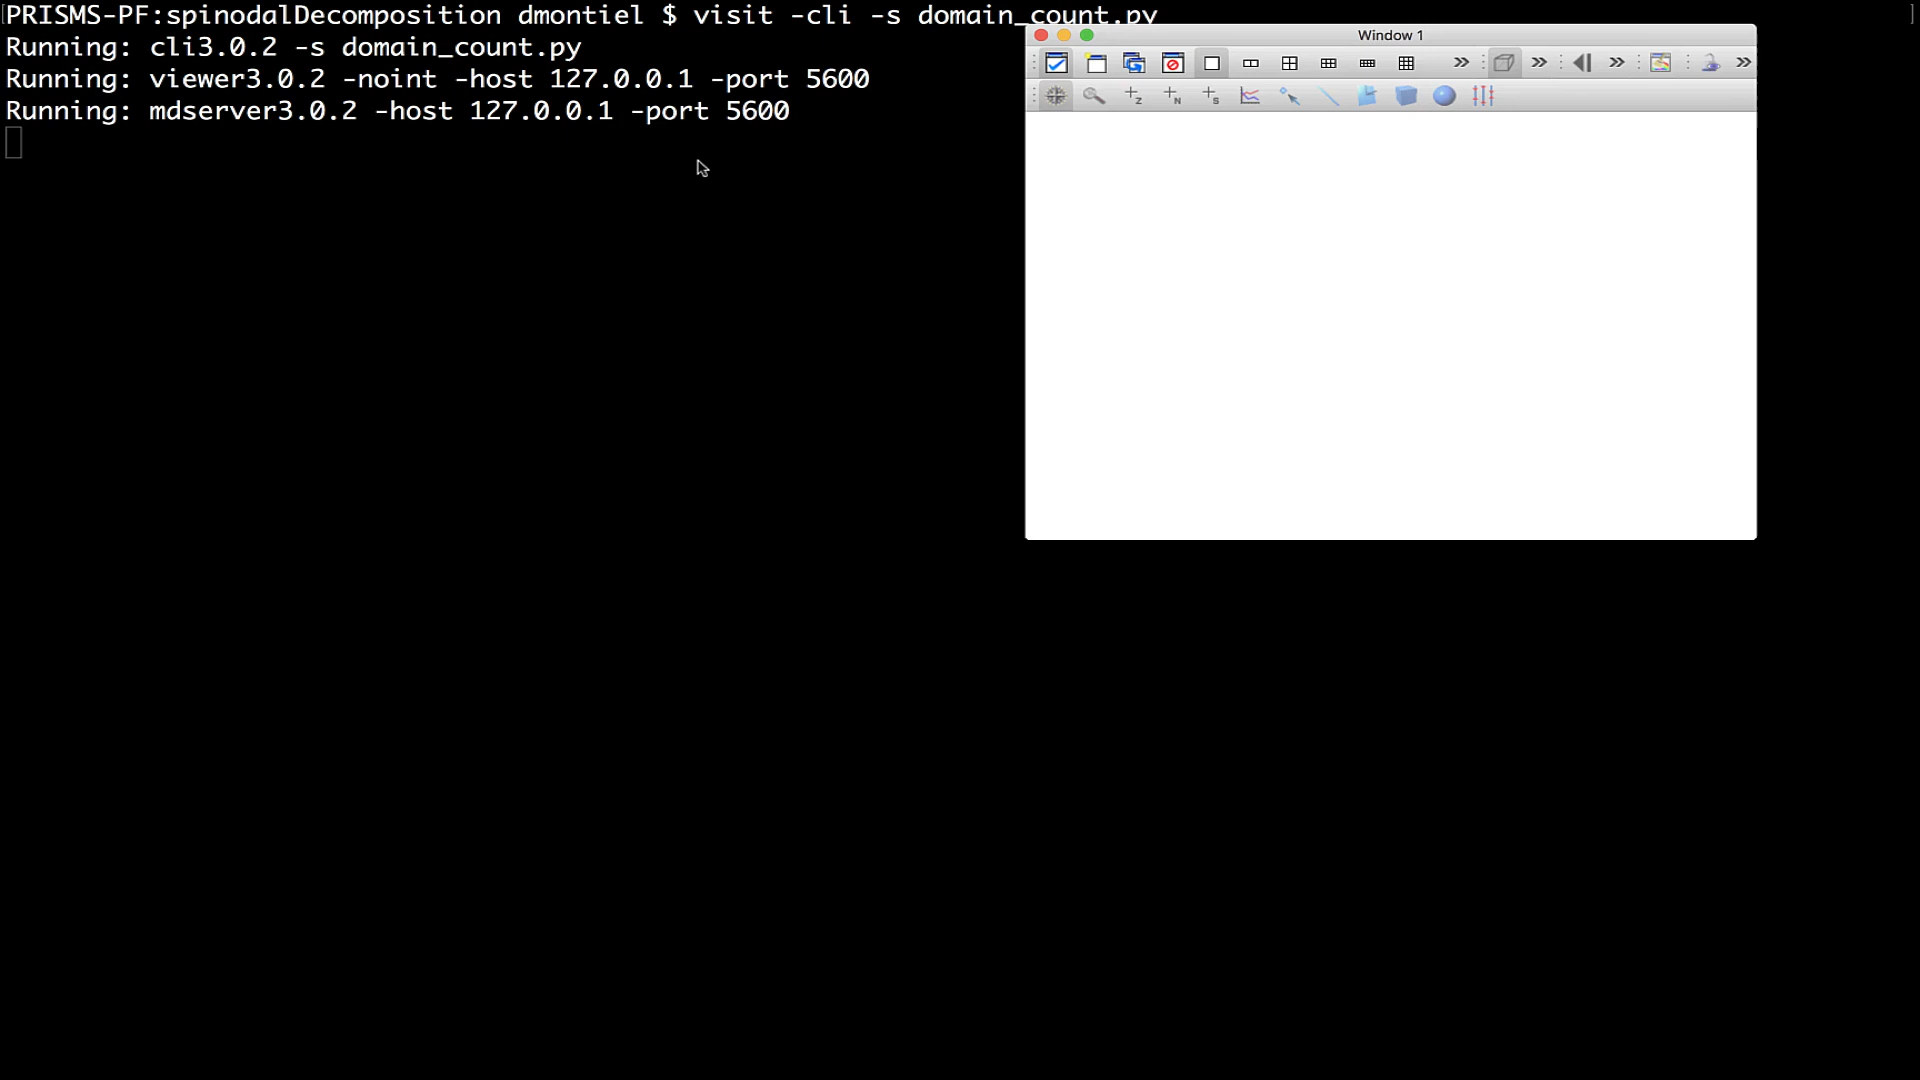 [PRISMS-PF:spinodalDecomposition dmontiel $ visit -cli -s domain_count.py ]
Running: cli3.0.2 -s domain_count.py
Running: viewer3.0.2 -noint -host 127.0.0.1 -port 5600
Running: mdserver3.0.2 -host 127.0.0.1 -port 5600
Window 1